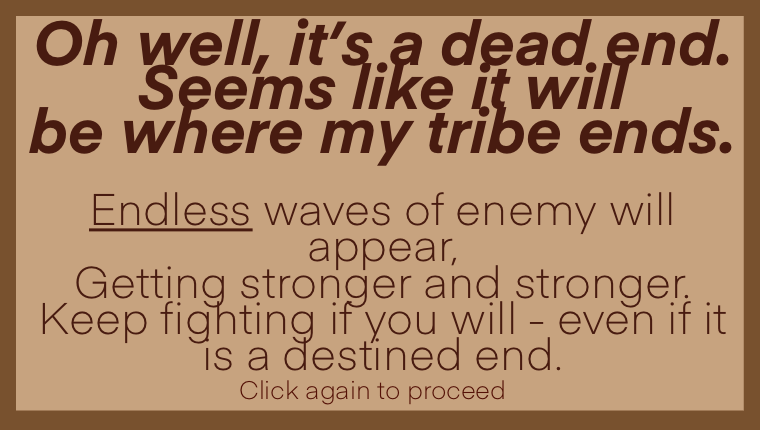 Oh well, it’s a dead end.
Seems like it will
be where my tribe ends.
Endless waves of enemy will
appear,
Getting stronger and stronger.
Keep fighting if you will - even if it
is a destined end.
Click again to proceed